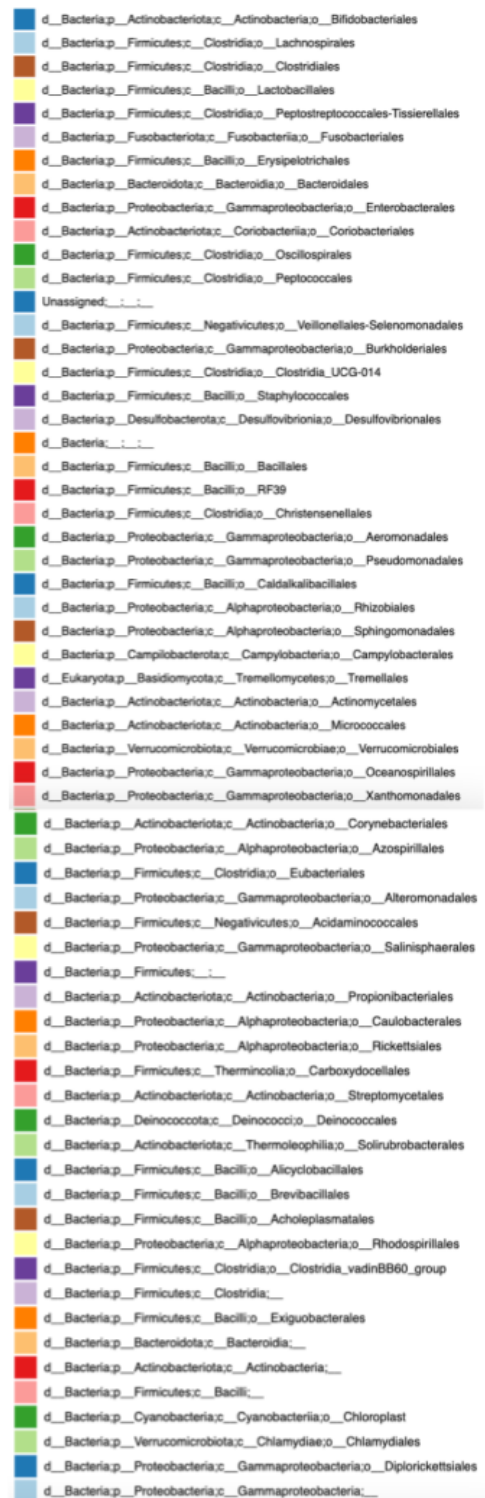 d__Bacteria;p__Actinobacteriota;c__Actinobacteria;o__Bifidobacteriales
d__Bacteria;p__Firmicutes;c__Clostridia;o__Lachnospirales
d__Bacteria;p__Firmicutes;c__Clostridia;o__Clostridiales
d__Bacteria;p__Firmicutes;c__Bacilli;o__Lactobacillales
d__Bacteria;p__Firmicutes;c__Clostridia;o__Peptostreptococcales-Tissierellales
d__Bacteria;p__Fusobacteriota;c__Fusobacteriia;o__Fusobacteriales
d__Bacteria;p__Firmicutes;c__Bacilli;o__Erysipelotrichales
d__Bacteria;p__Bacteroidota;c__Bacteroidia;o__Bacteroidales
d__Bacteria;p__Proteobacteria;c__Gammaproteobacteria;o__Enterobacterales
d__Bacteria;p__Actinobacteriota;c__Coriobacteriia;o__Coriobacteriales
d__Bacteria;p__Firmicutes;c__Clostridia;o__Oscillospirales
d__Bacteria;p__Firmicutes;c__Clostridia;o__Peptococcales
Unassigned;__;__;__
d__Bacteria;p__Firmicutes;c__Negativicutes;o__Veillonellales-Selenomonadales
d__Bacteria;p__Proteobacteria;c__Gammaproteobacteria;o__Burkholderiales
d__Bacteria;p__Firmicutes;c__Clostridia;o__Clostridia_UCG-014
d__Bacteria;p__Firmicutes;c__Bacilli;o__Staphylococcales
d__Bacteria;p__Desulfobacterota;c__Desulfovibrionia;o__Desulfovibrionales
d__Bacteria;__;__;__
d__Bacteria;p__Firmicutes;c__Bacilli;o__Bacillales
d__Bacteria;p__Firmicutes;c__Bacilli;o__RF39
d__Bacteria;p__Firmicutes;c__Clostridia;o__Christensenellales
d__Bacteria;p__Proteobacteria;c__Gammaproteobacteria;o__Aeromonadales
d__Bacteria;p__Proteobacteria;c__Gammaproteobacteria;o__Pseudomonadales
d__Bacteria;p__Firmicutes;c__Bacilli;o__Caldalkalibacillales
d__Bacteria;p__Proteobacteria;c__Alphaproteobacteria;o__Rhizobiales
d__Bacteria;p__Proteobacteria;c__Alphaproteobacteria;o__Sphingomonadales
d__Bacteria;p__Campilobacterota;c__Campylobacteria;o__Campylobacterales
d__Eukaryota;p__Basidiomycota;c__Tremellomycetes;o__Tremellales
d__Bacteria;p__Actinobacteriota;c__Actinobacteria;o__Actinomycetales
d__Bacteria;p__Actinobacteriota;c__Actinobacteria;o__Micrococcales
d__Bacteria;p__Verrucomicrobiota;c__Verrucomicrobiae;o__Verrucomicrobiales
d__Bacteria;p__Proteobacteria;c__Gammaproteobacteria;o__Oceanospirillales
d__Bacteria;p__Proteobacteria;c__Gammaproteobacteria;o__Xanthomonadales
d__Bacteria;p__Actinobacteriota;c__Actinobacteria;o__Corynebacteriales
d__Bacteria;p__Proteobacteria;c__Alphaproteobacteria;o__Azospirillales
d__Bacteria;p__Firmicutes;c__Clostridia;o__Eubacteriales
d__Bacteria;p__Proteobacteria;c__Gammaproteobacteria;o__Alteromonadales
d__Bacteria;p__Firmicutes;c__Negativicutes;o__Acidaminococcales
d__Bacteria;p__Proteobacteria;c__Gammaproteobacteria;o__Salinisphaerales
d__Bacteria;p__Firmicutes;__;__
d__Bacteria;p__Actinobacteriota;c__Actinobacteria;o__Propionibacteriales
d__Bacteria;p__Proteobacteria;c__Alphaproteobacteria;o__Caulobacterales
d__Bacteria;p__Proteobacteria;c__Alphaproteobacteria;o__Rickettsiales
d__Bacteria;p__Firmicutes;c__Thermincolia;o__Carboxydocellales
d__Bacteria;p__Actinobacteriota;c__Actinobacteria;o__Streptomycetales
d__Bacteria;p__Deinococcota;c__Deinococci;o__Deinococcales
d__Bacteria;p__Actinobacteriota;c__Thermoleophilia;o__Solirubrobacterales
d__Bacteria;p__Firmicutes;c__Bacilli;o__Alicyclobacillales
d__Bacteria;p__Firmicutes;c__Bacilli;o__Brevibacillales
d__Bacteria;p__Firmicutes;c__Bacilli;o__Acholeplasmatales
d__Bacteria;p__Proteobacteria;c__Alphaproteobacteria;o__Rhodospirillales
d__Bacteria;p__Firmicutes;c__Clostridia;o__Clostridia_vadinBB60_group
d__Bacteria;p__Firmicutes;c__Clostridia;__
d__Bacteria;p__Firmicutes;c__Bacilli;o__Exiguobacterales
d__Bacteria;p__Bacteroidota;c__Bacteroidia;__
d__Bacteria;p__Actinobacteriota;c__Actinobacteria;__
d__Bacteria;p__Firmicutes;c__Bacilli;__
d__Bacteria;p__Cyanobacteria;c__Cyanobacteriia;o__Chloroplast
d__Bacteria;p__Verrucomicrobiota;c__Chlamydiae;o__Chlamydiales
d__Bacteria;p__Proteobacteria;c__Gammaproteobacteria;o__Diplorickettsiales
d__Bacteria;p__Proteobacteria;c__Gammaproteobacteria;__